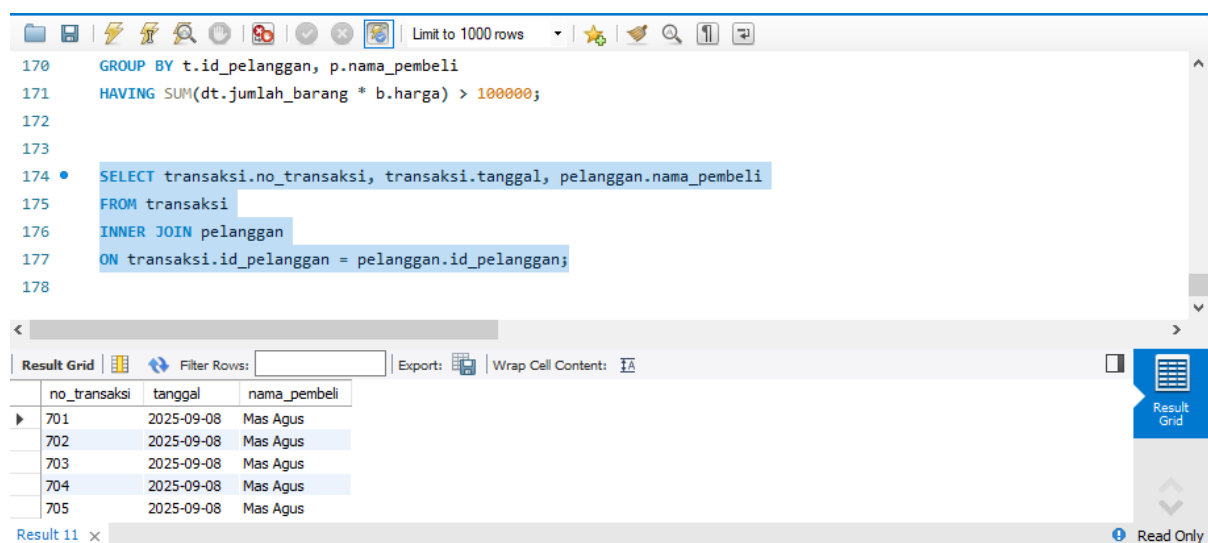 Limit to 1000 rows
170 GROUP BY t.id_pelanggan, p.nama_pembeli
171 HAVING SUM(dt.jumlah_barang * b.harga) > 100000;
172
173
174 SELECT transaksi.no_transaksi, transaksi.tanggal, pelanggan.nama_pembeli
175 FROM transaksi
176 INNER JOIN pelanggan
177 ON transaksi.id_pelanggan = pelanggan.id_pelanggan;
178
Result Grid Filter Rows: Export: Wrap Cell Content: IA
no_transaksi tanggal nama_pembeli
701 2025-09-08 Mas Agus
702 2025-09-08 Mas Agus
703 2025-09-08 Mas Agus
704 2025-09-08 Mas Agus
705 2025-09-08 Mas Agus
Result
Grid
Result 11 Read Only